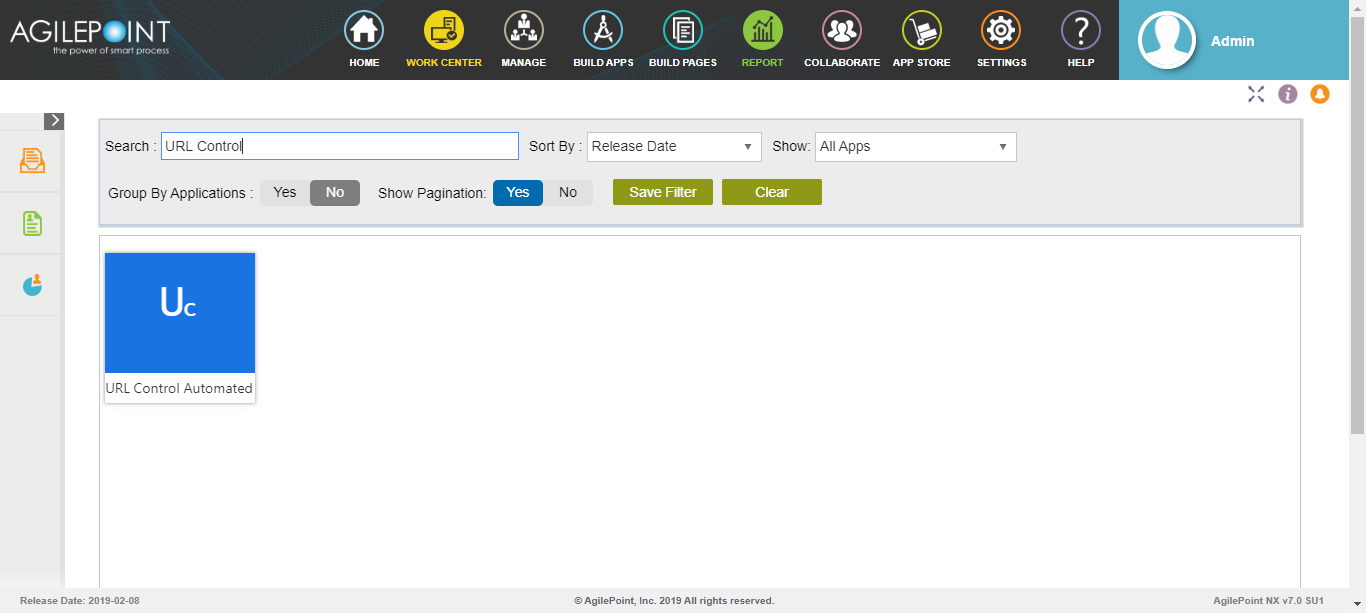 AGILEPOINT
the power of smart process
HOME
WORK CENTER
MANAGE
BUILD APPS
BUILD PAGES
REPORT
COLLABORATE
APP STORE
SETTINGS
?
HELP
Admin
i
>
Search :
URL Control
Sort By :
Release Date
Show:
All Apps
Group By Applications :
Yes
No
Show Pagination:
Yes
No
Save Filter
Clear
Uc
URL Control Automated
Release Date: 2019-02-08
© AgilePoint, Inc. 2019 All rights reserved.
AgilePoint NX v7.0 SU1